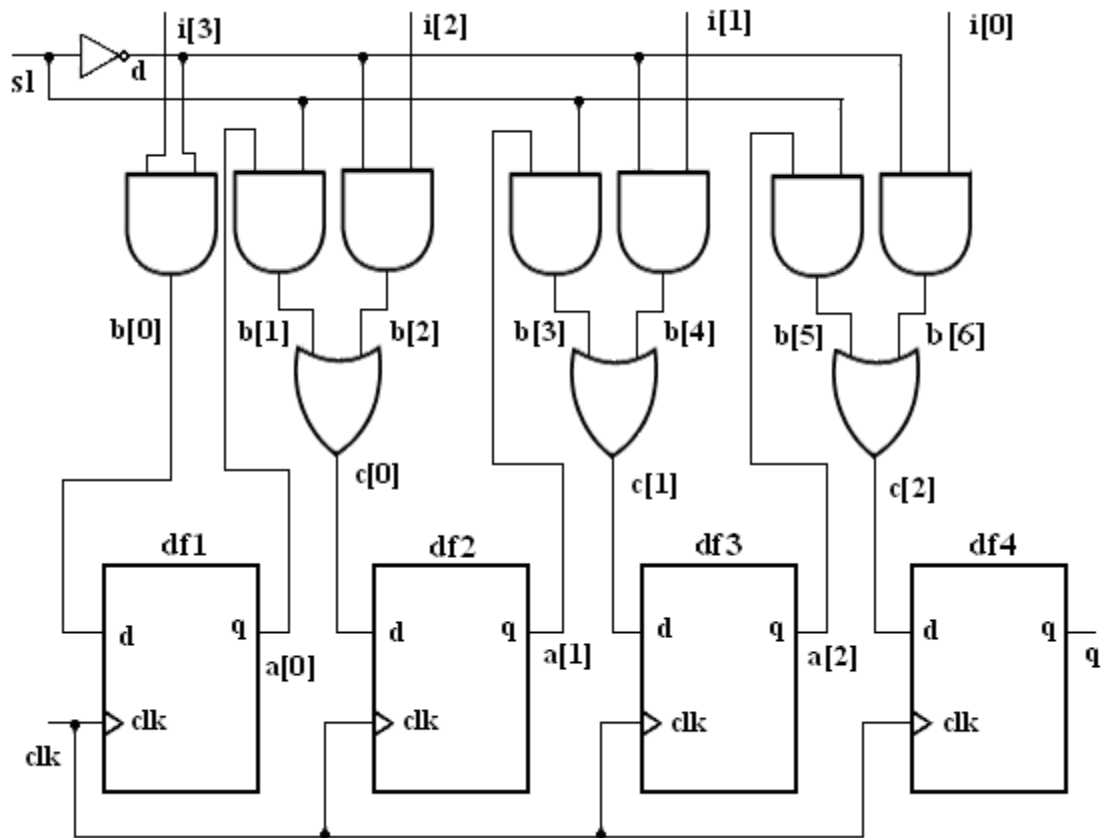 i[3] i[2] i[1] i[0]
sl d
b[0] b[1] b[2] b[3] b[4] b[5] b[6]
c[0] c[1] c[2]
df1 df2 df3 df4
d q d q d q d q
a[0] a[1] a[2] q
clk clk clk clk
clk